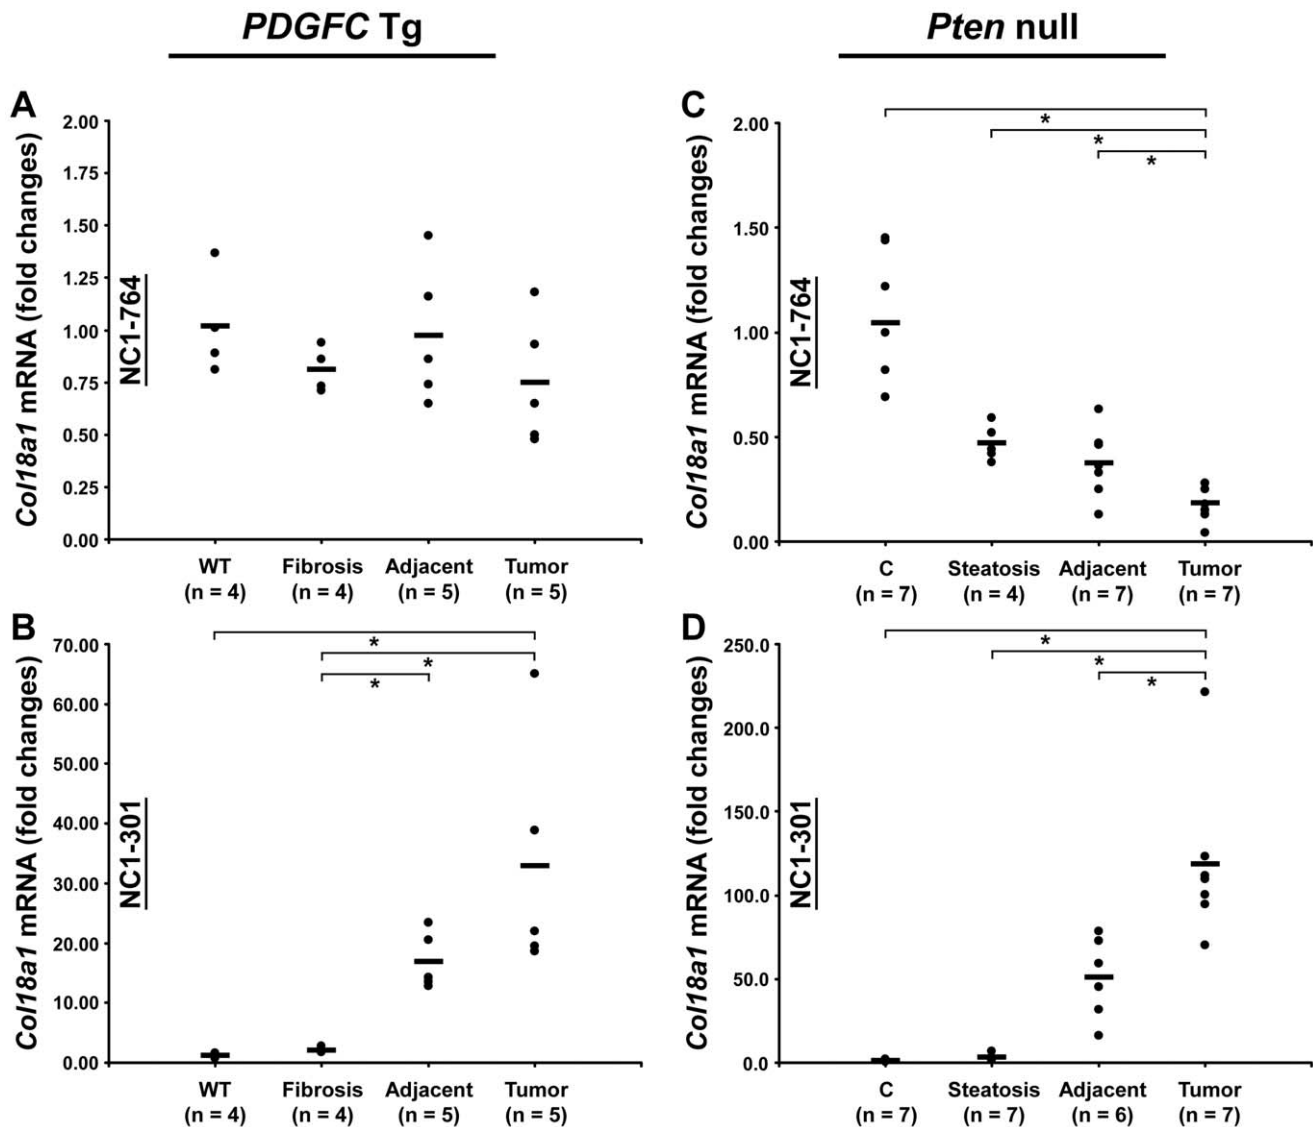 PDGFC Tg
Pten null
A
Col18a1 mRNA (fold changes)
NC1-764
2.00
1.75
1.50
1.25
1.00
0.75
0.50
0.25
0.00
WT Fibrosis Adjacent Tumor
(n = 4) (n = 4) (n = 5) (n = 5)
B
Col18a1 mRNA (fold changes)
NC1-301
70.00
60.00
50.00
40.00
30.00
20.00
10.00
0.00
* * *
WT Fibrosis Adjacent Tumor
(n = 4) (n = 4) (n = 5) (n = 5)
C
Col18a1 mRNA (fold changes)
NC1-764
2.00
1.50
1.00
0.50
0.00
* * *
C Steatosis Adjacent Tumor
(n = 7) (n = 4) (n = 7) (n = 7)
D
Col18a1 mRNA (fold changes)
NC1-301
250.0
200.0
150.0
100.0
50.0
0.0
* * *
C Steatosis Adjacent Tumor
(n = 7) (n = 7) (n = 6) (n = 7)